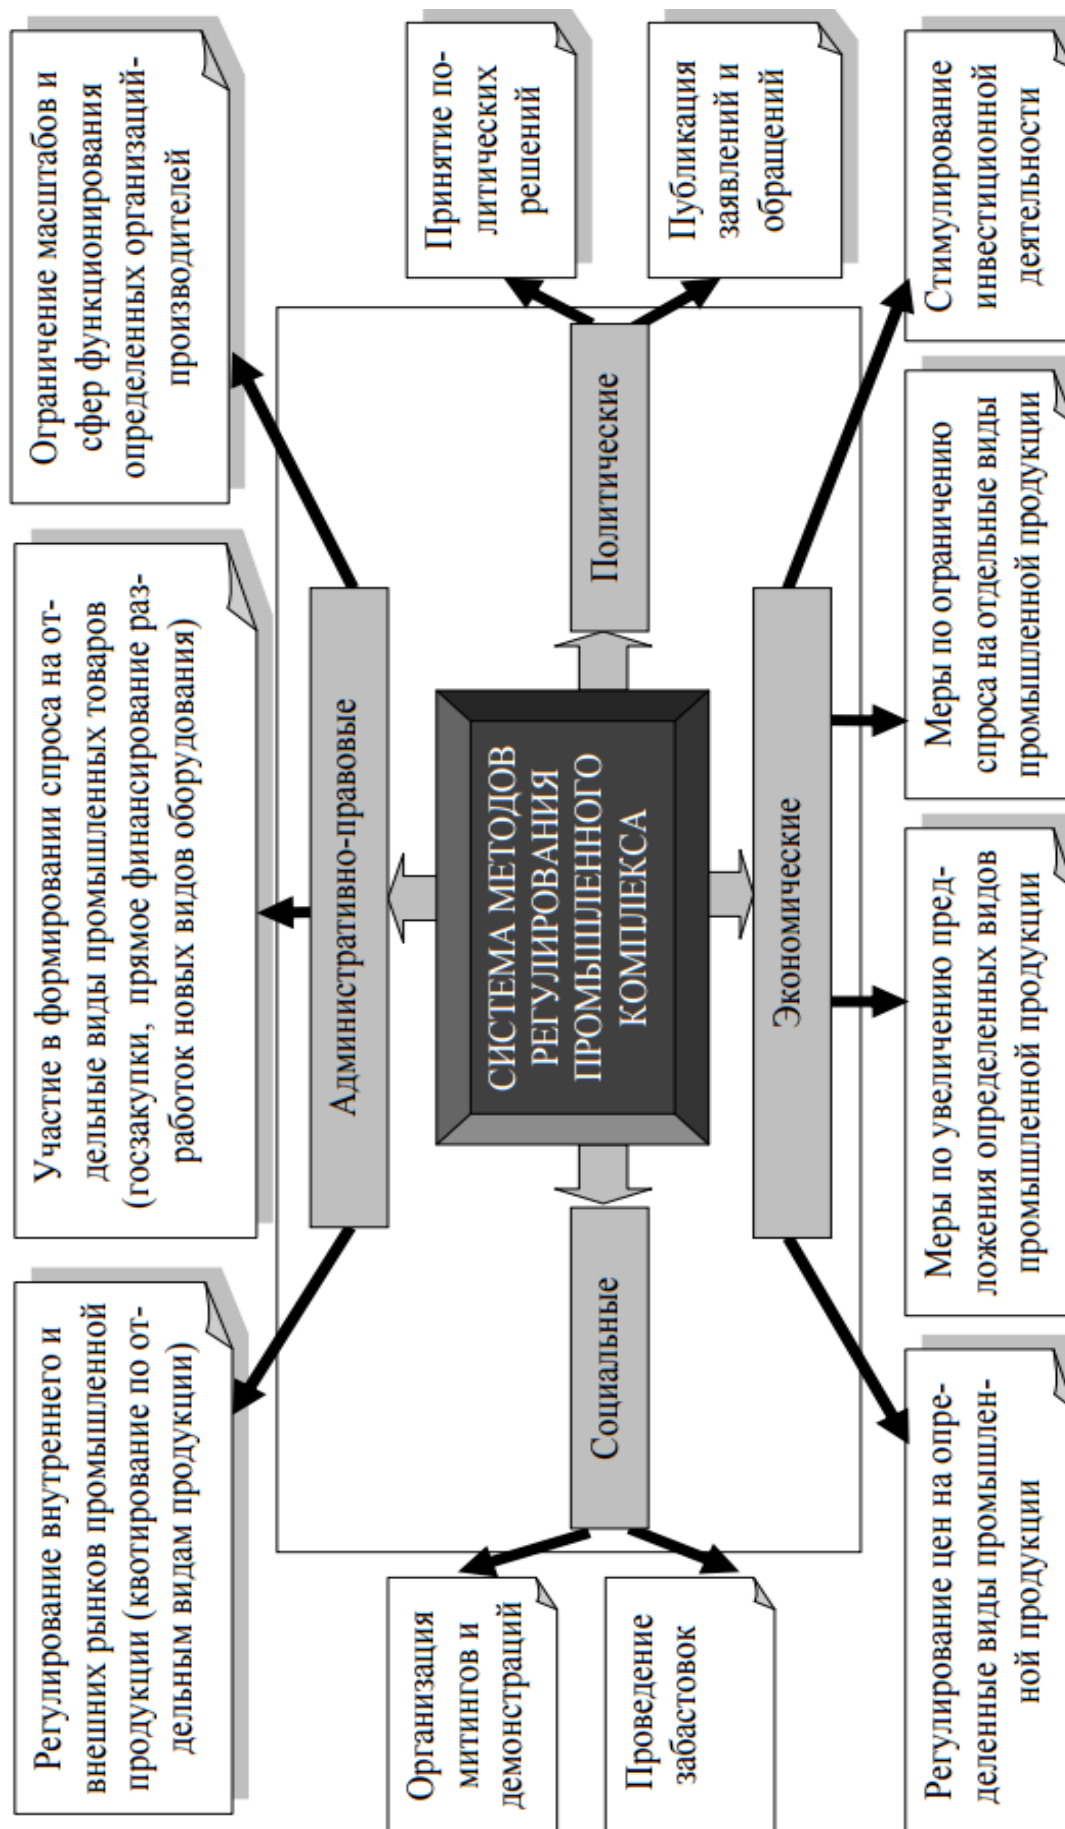 Регулирование внутреннего и
внешних рынков промышленной
продукции (квотирование по от-
дельным видам продукции)
Участие в формировании спроса на от-
дельные виды промышленных товаров
(госзакупки, прямое финансирование раз-
работок новых видов оборудования)
Ограничение масштабов и
сфер функционирования
определенных организаций-
производителей
Административно-правовые
Организация
митингов и
демонстраций
Проведение
забастовок
Социальные
СИСТЕМА МЕТОДОВ
РЕГУЛИРОВАНИЯ
ПРОМЫШЛЕННОГО
КОМПЛЕКСА
Политические
Принятие по-
литических
решений
Публикация
заявлений и
обращений
Экономические
Регулирование цен на опре-
деленные виды промышлен-
ной продукции
Меры по увеличению пред-
ложения определенных видов
промышленной продукции
Меры по ограничению
спроса на отдельные виды
промышленной продукции
Стимулирование
инвестиционной
деятельности